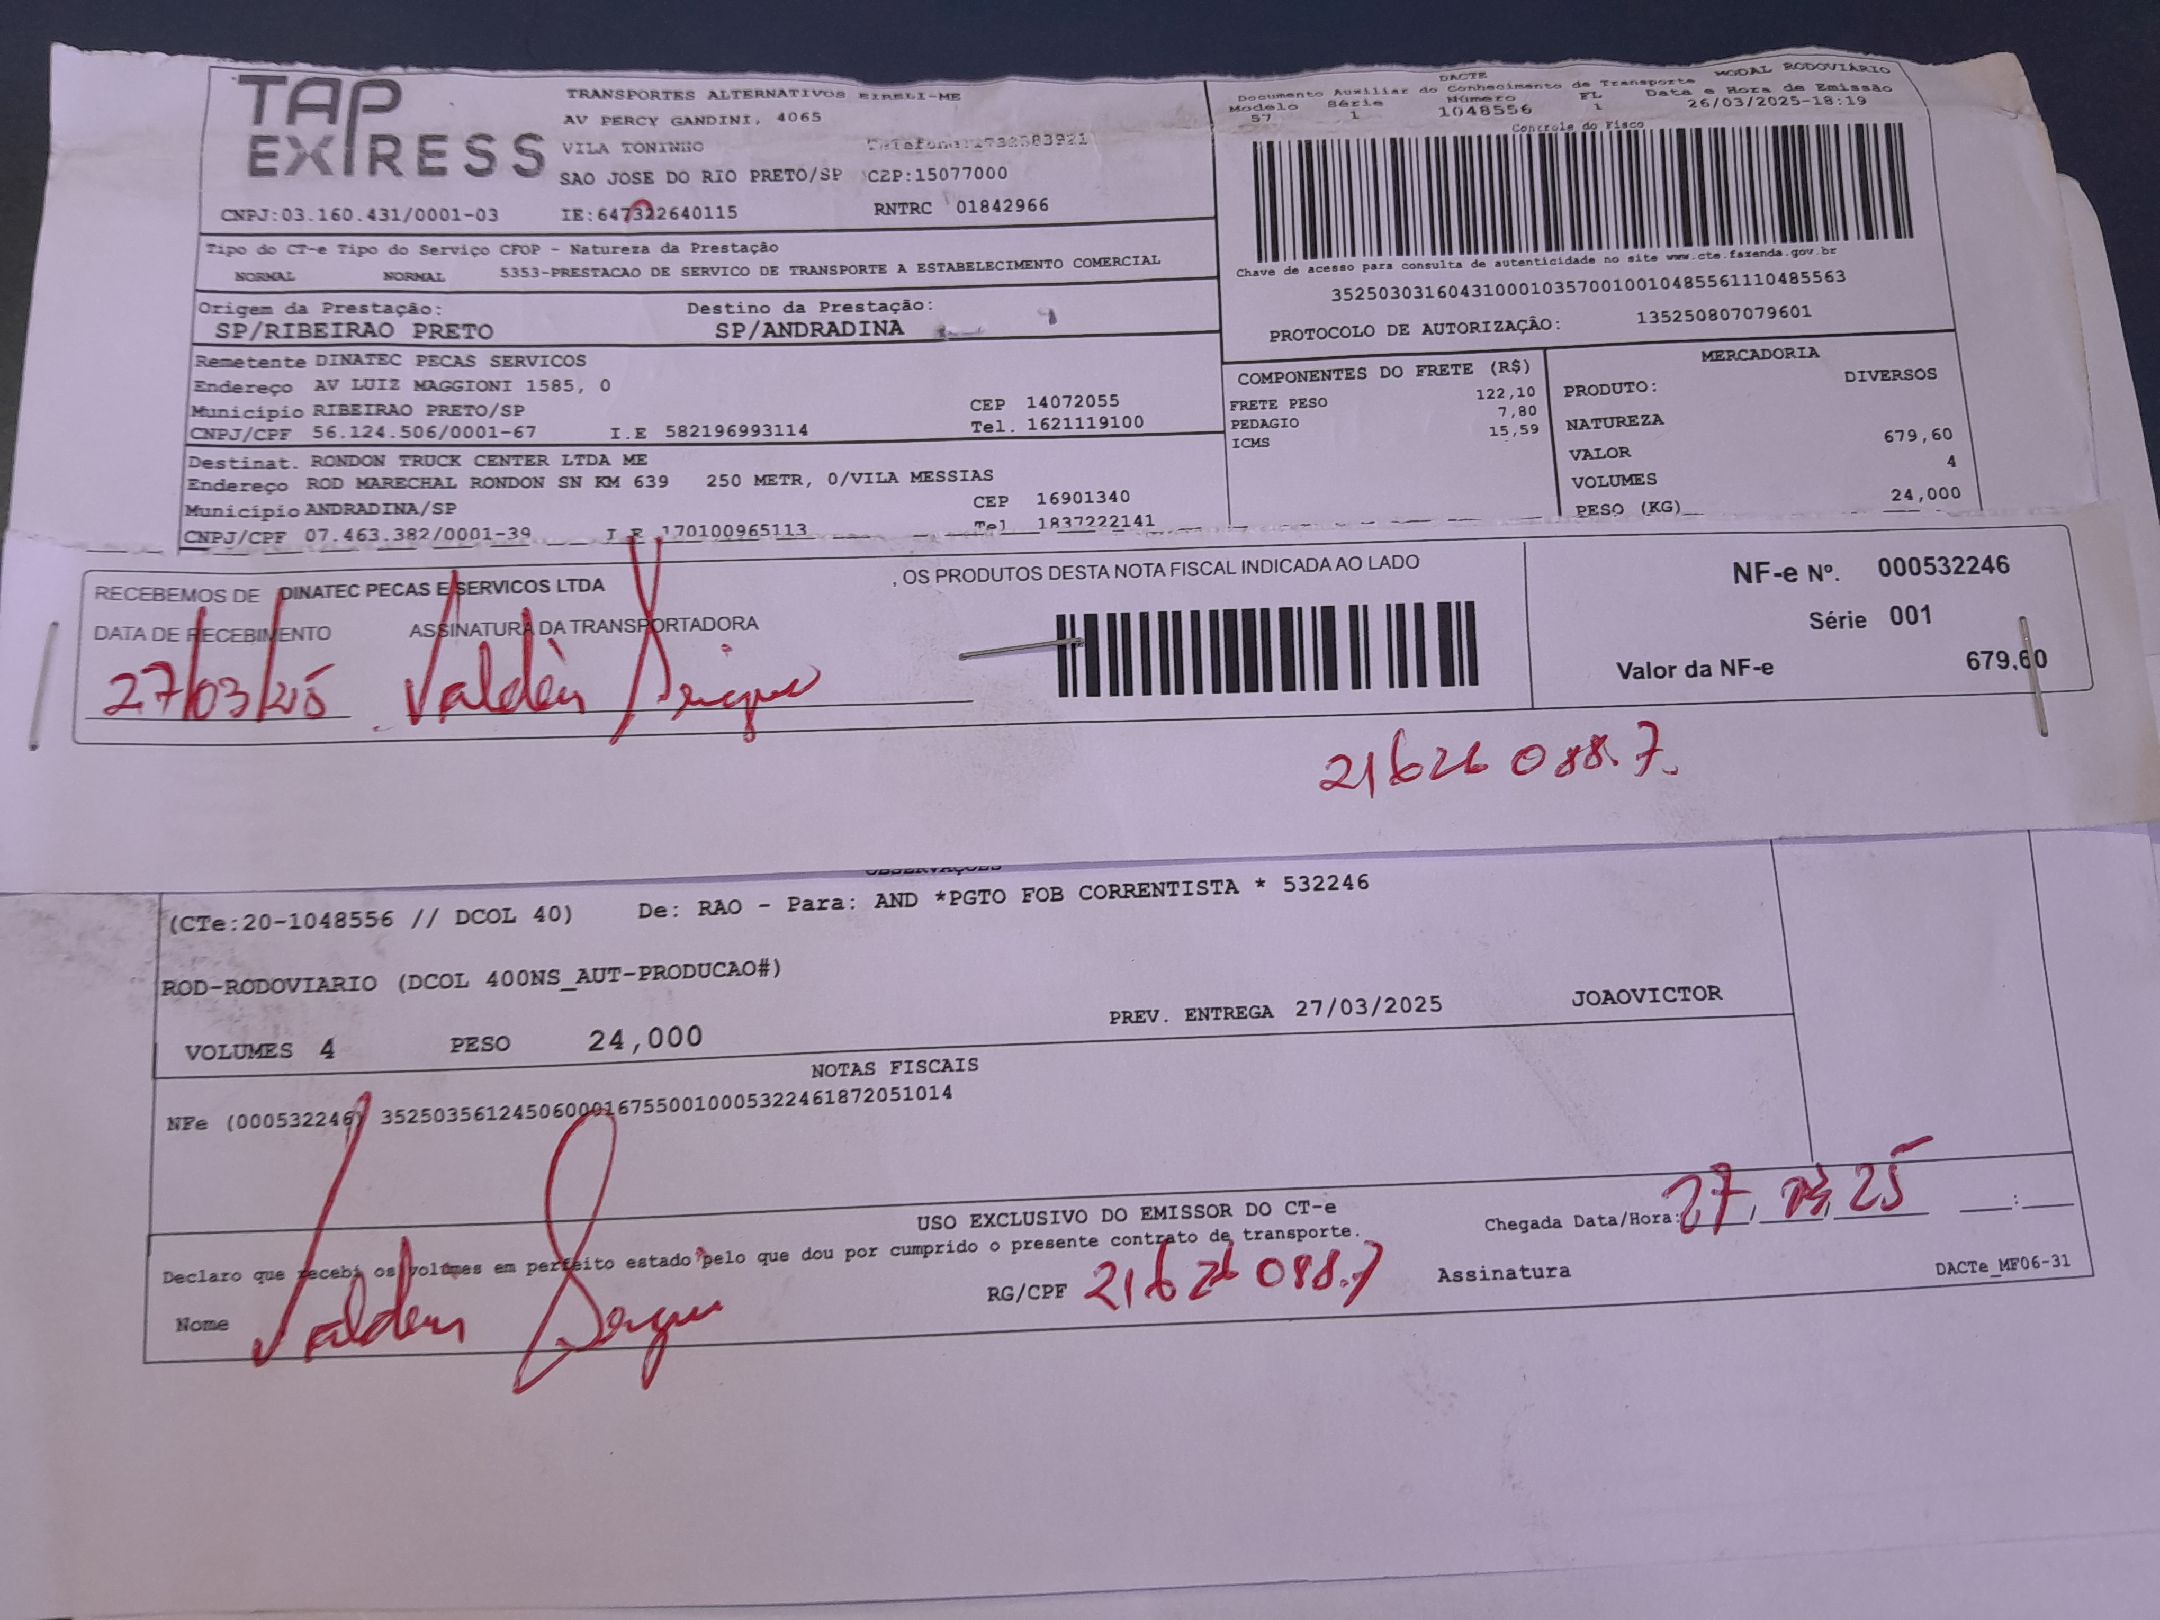 TAP EXPRESS
TRANSPORTES ALTERNATIVOS EIRELI-ME
AV PERCY GANDINI, 4065
VILA TONINHO
SAO JOSE DO RIO PRETO/SP CEP:15077000
CNPJ:03.160.431/0001-03 IE:647322640115 RNTRC 01842966
DACTE MODAL RODOVIÁRIO
Documento Auxiliar do Conhecimento de Transporte
Modelo Série Número FL Data e Hora de Emissão
57 1 1048556 1 26/03/2025-18:19
Controle do Fisco
Chave de acesso para consulta de autenticidade no site www.cte.fazenda.gov.br
35250303160431000103570010010485561110485563
PROTOCOLO DE AUTORIZAÇÃO: 135250807079601
Tipo do CT-e Tipo do Serviço CFOP - Natureza da Prestação
NORMAL NORMAL 5353-PRESTACAO DE SERVICO DE TRANSPORTE A ESTABELECIMENTO COMERCIAL
Origem da Prestação: Destino da Prestação:
SP/RIBEIRAO PRETO SP/ANDRADINA
Remetente DINATEC PECAS SERVICOS
Endereço AV LUIZ MAGGIONI 1585, 0
Município RIBEIRAO PRETO/SP CEP 14072055
CNPJ/CPF 56.124.506/0001-67 I.E 582196993114 Tel. 1621119100
Destinat. RONDON TRUCK CENTER LTDA ME
Endereço ROD MARECHAL RONDON SN KM 639 250 METR, 0/VILA MESSIAS
Município ANDRADINA/SP CEP 16901340
CNPJ/CPF 07.463.382/0001-39 I.E 170100965113 Tel 1837222141
COMPONENTES DO FRETE (R$)
FRETE PESO 122,10
PEDAGIO 7,80
ICMS 15,59
MERCADORIA
PRODUTO: DIVERSOS
NATUREZA
VALOR 679,60
VOLUMES 4
PESO (KG) 24,000
RECEBEMOS DE DINATEC PECAS E SERVICOS LTDA , OS PRODUTOS DESTA NOTA FISCAL INDICADA AO LADO
DATA DE RECEBIMENTO ASSINATURA DA TRANSPORTADORA
27/03/25
NF-e Nº. 000532246
Série 001
Valor da NF-e 679,60
21626088.7
OBSERVAÇÕES
(CTe:20-1048556 // DCOL 40) De: RAO - Para: AND *PGTO FOB CORRENTISTA * 532246
ROD-RODOVIARIO (DCOL 400NS_AUT-PRODUCAO#)
PREV. ENTREGA 27/03/2025 JOAOVICTOR
VOLUMES 4 PESO 24,000
NOTAS FISCAIS
NFe (000532246) 35250356124506000167550010005322461872051014
USO EXCLUSIVO DO EMISSOR DO CT-e
Declaro que recebi os volumes em perfeito estado pelo que dou por cumprido o presente contrato de transporte.
Chegada Data/Hora: 27, 03, 25 __:__
Nome RG/CPF 21626088.7 Assinatura
DACTe_MF06-31